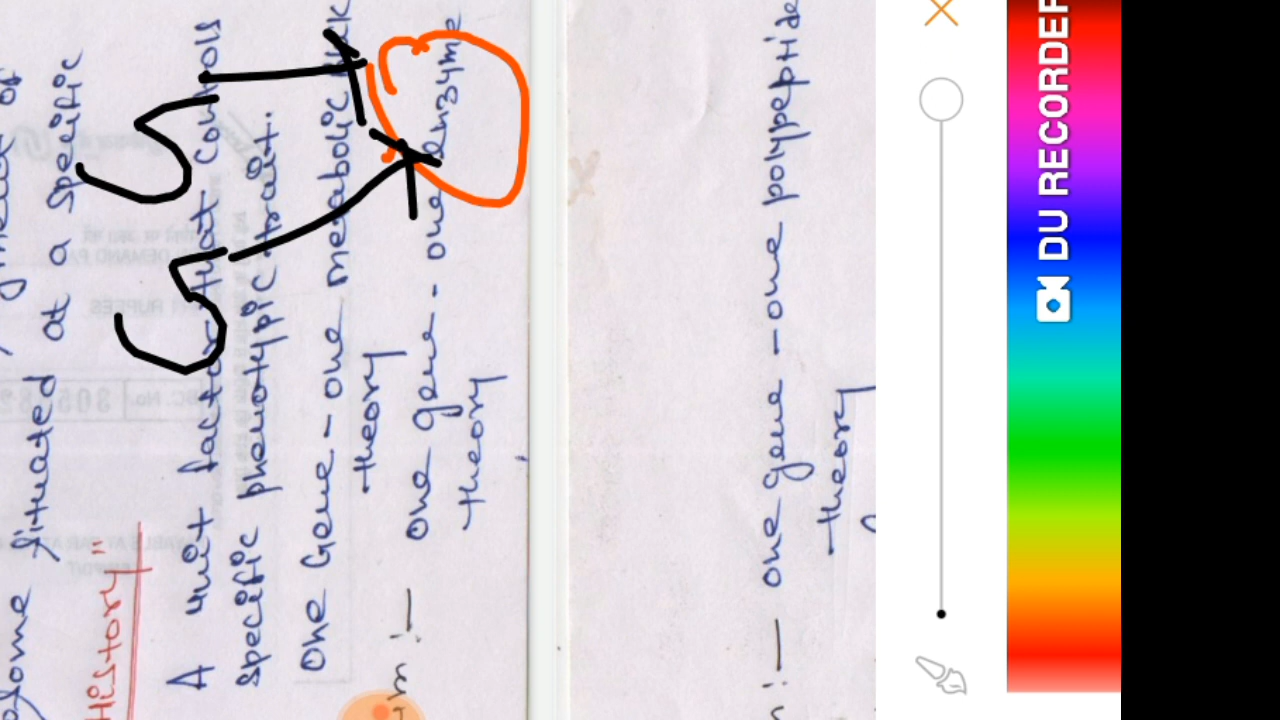 situated at a specific
History"
A unit factor that controls
specific phenotypic trait.
One Gene - one metabolic
theory
:- one gene - one enzyme
theory
:- one gene - one polypeptide
theory
DU RECORDER